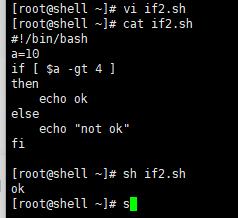 [root@shell ~]# vi if2.sh
[root@shell ~]# cat if2.sh
#!/bin/bash
a=10
if [ $a -gt 4 ]
then
    echo ok
else
    echo "not ok"
fi

[root@shell ~]# sh if2.sh
ok
[root@shell ~]# s